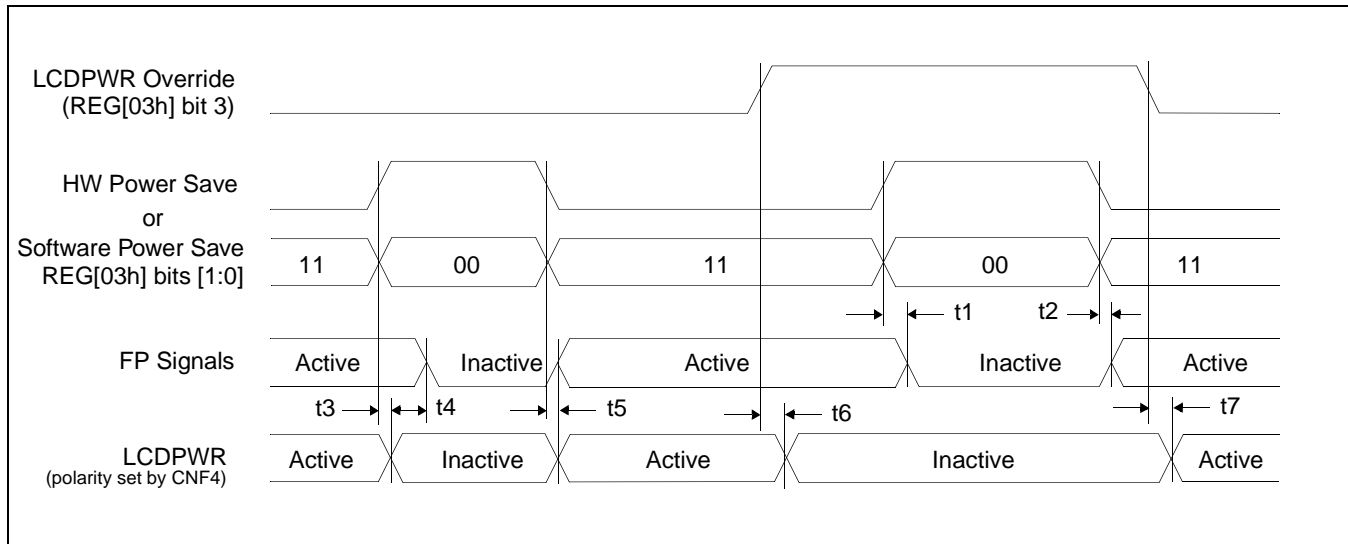 LCDPWR Override
(REG[03h] bit 3)
HW Power Save
or
Software Power Save
REG[03h] bits [1:0]
11
00
11
00
11
t1
t2
FP Signals
Active
Inactive
Active
Inactive
Active
t3
t4
t5
t6
t7
LCDPWR
(polarity set by CNF4)
Active
Inactive
Active
Inactive
Active